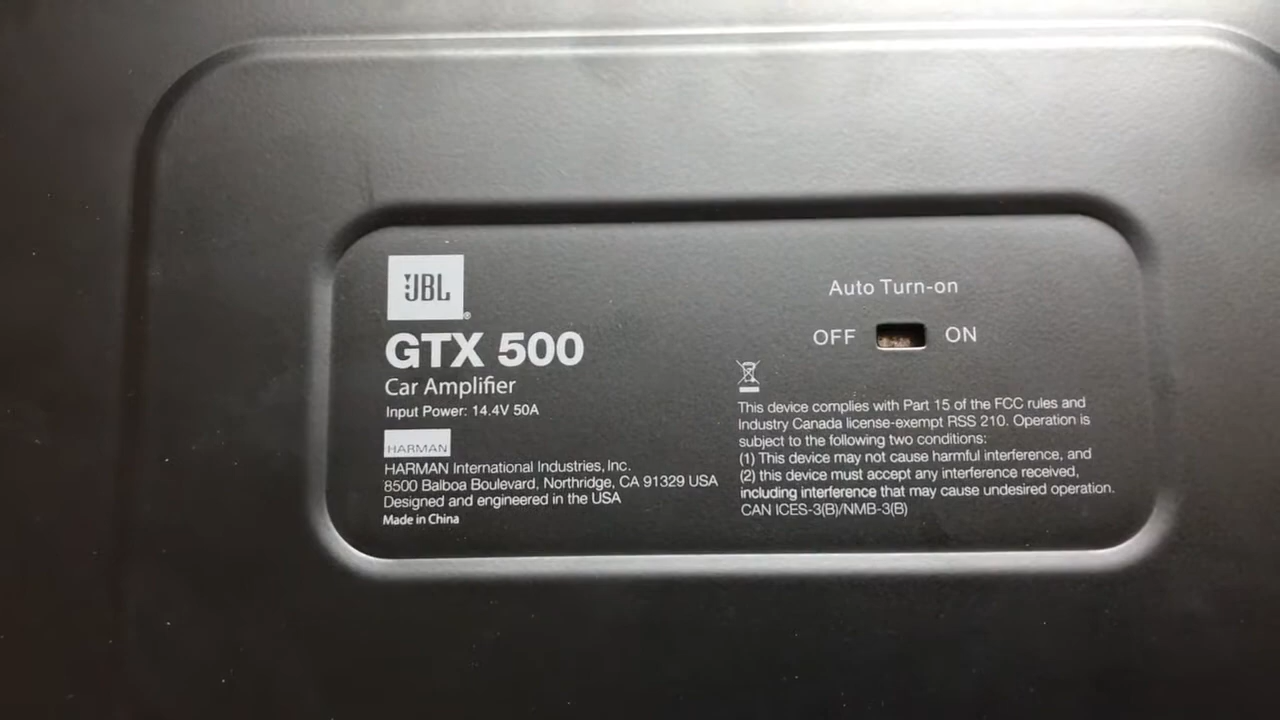 JBL®
GTX 500
Car Amplifier
Input Power: 14.4V 50A
HARMAN
HARMAN International Industries, Inc.
8500 Balboa Boulevard, Northridge, CA 91329 USA
Designed and engineered in the USA
Made in China
Auto Turn-on
OFF ON
This device complies with Part 15 of the FCC rules and
Industry Canada license-exempt RSS 210. Operation is
subject to the following two conditions:
(1) This device may not cause harmful interference, and
(2) this device must accept any interference received,
including interference that may cause undesired operation.
CAN ICES-3(B)/NMB-3(B)